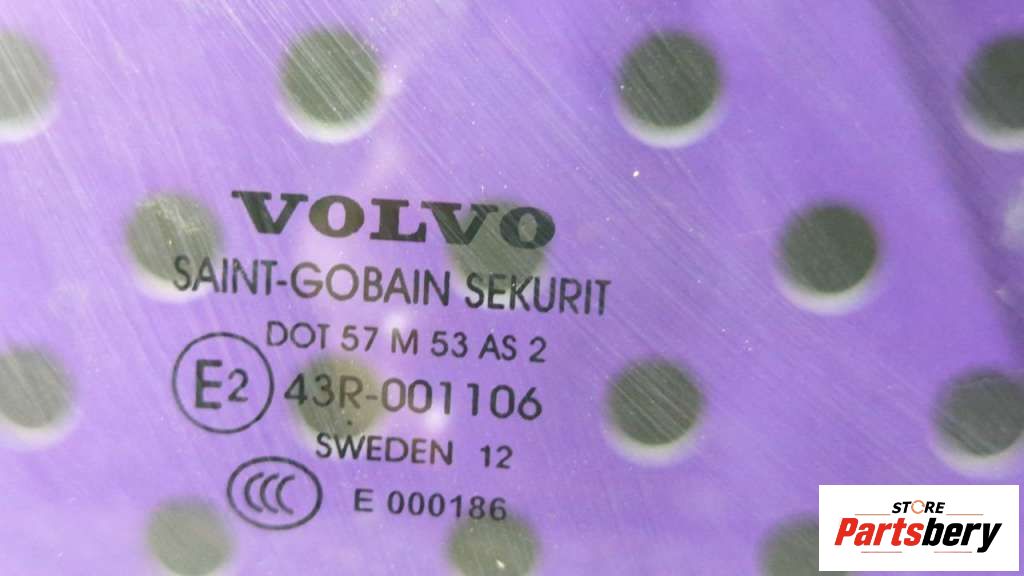 VOLVO
SAINT-GOBAIN SEKURIT
DOT 57 M 53 AS 2
E2 43R-001106
SWEDEN 12
CCC E 000186
STORE
Partsbery